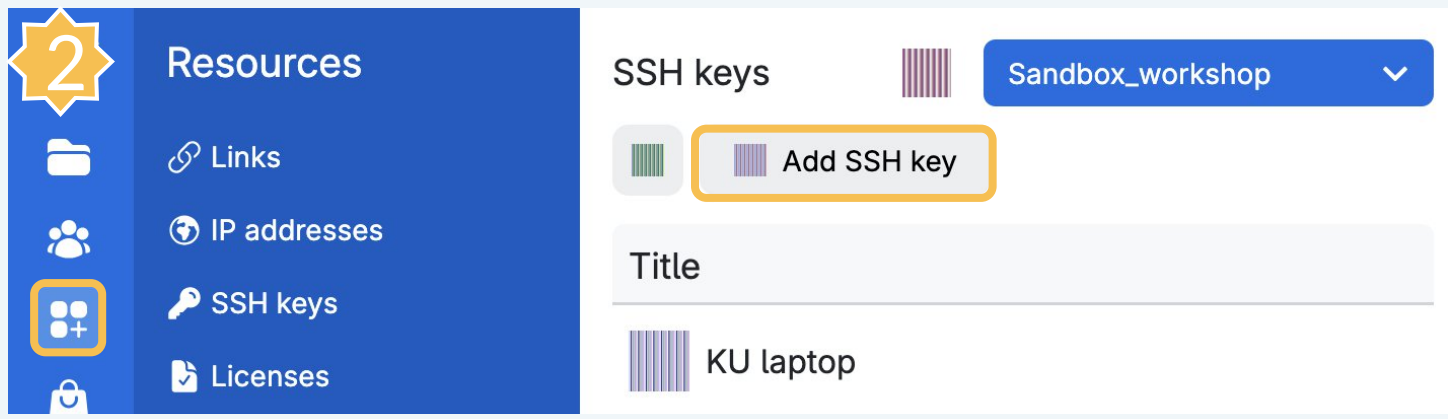 2
Resources
Links
IP addresses
SSH keys
Licenses
SSH keys
Sandbox_workshop
Add SSH key
Title
KU laptop